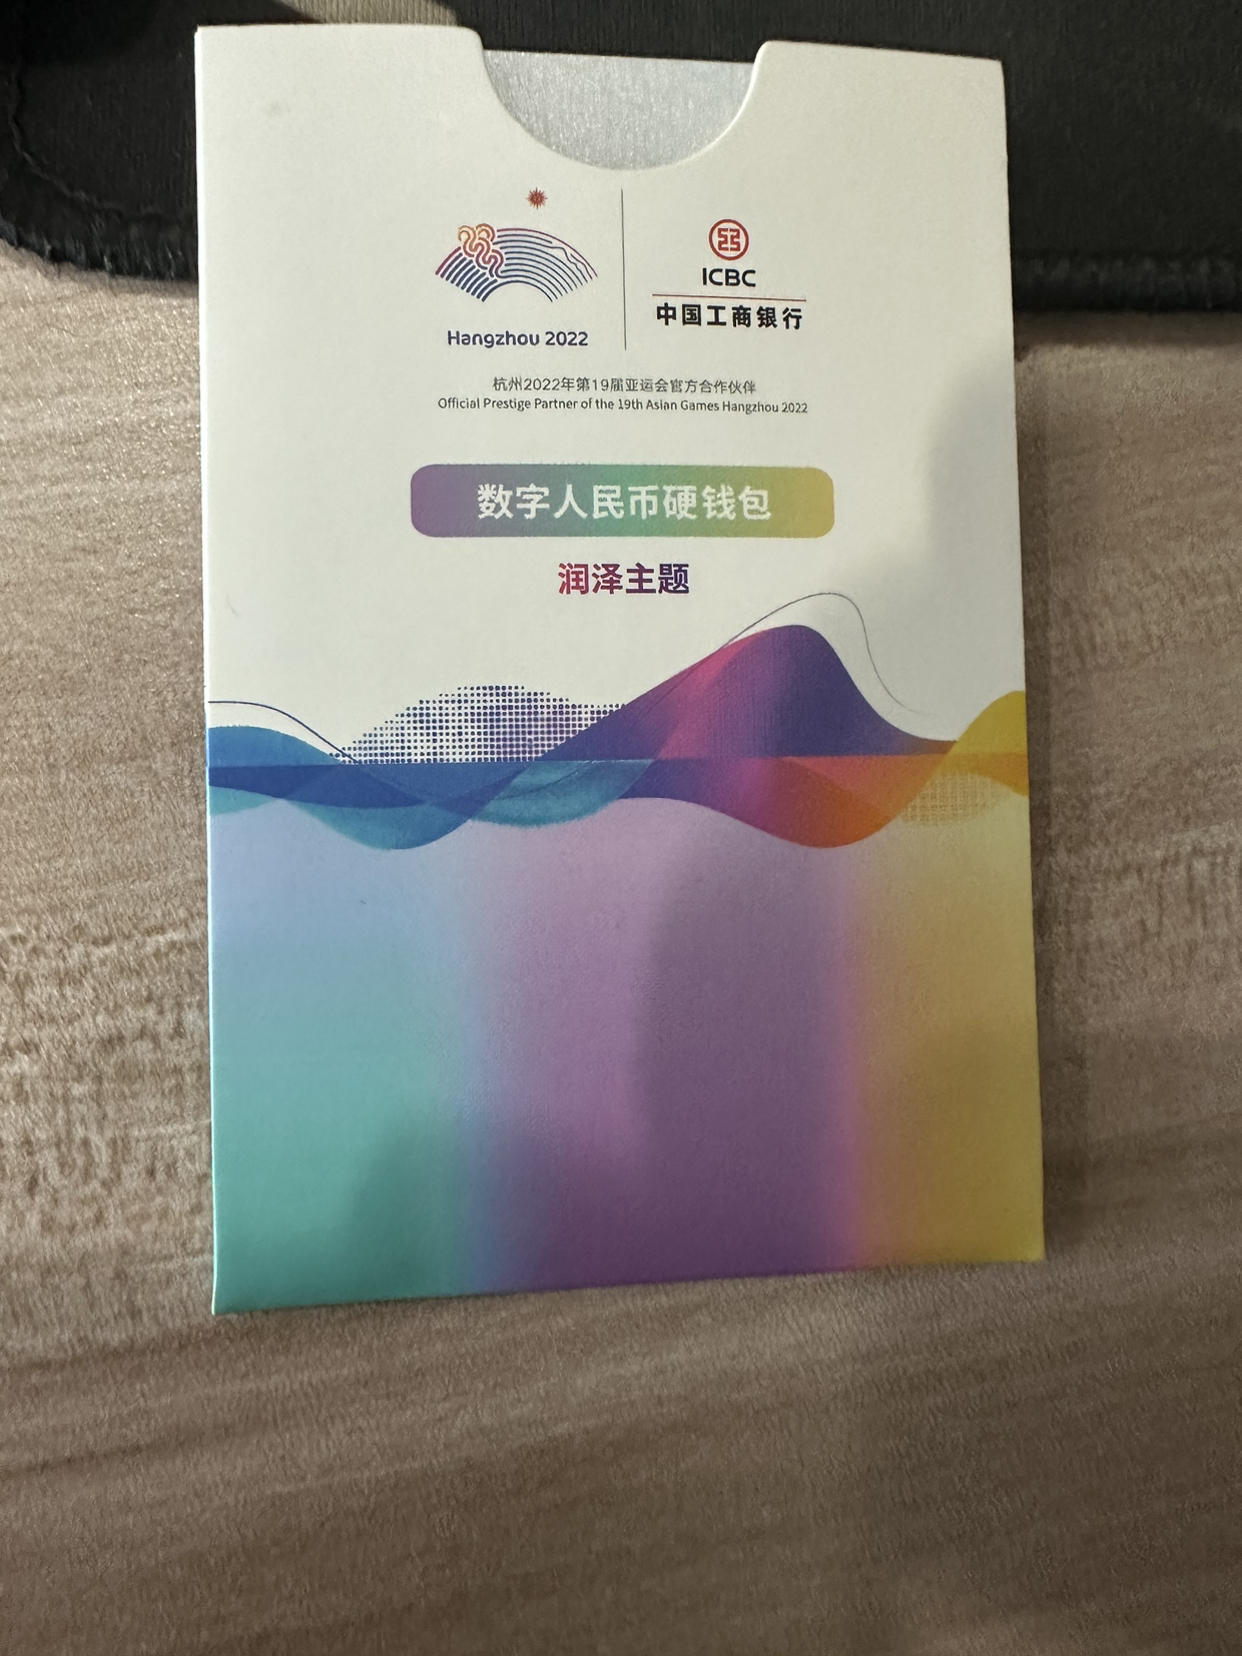 Hangzhou 2022
ICBC
中国工商银行
杭州2022年第19届亚运会官方合作伙伴
Official Prestige Partner of the 19th Asian Games Hangzhou 2022
数字人民币硬钱包
润泽主题